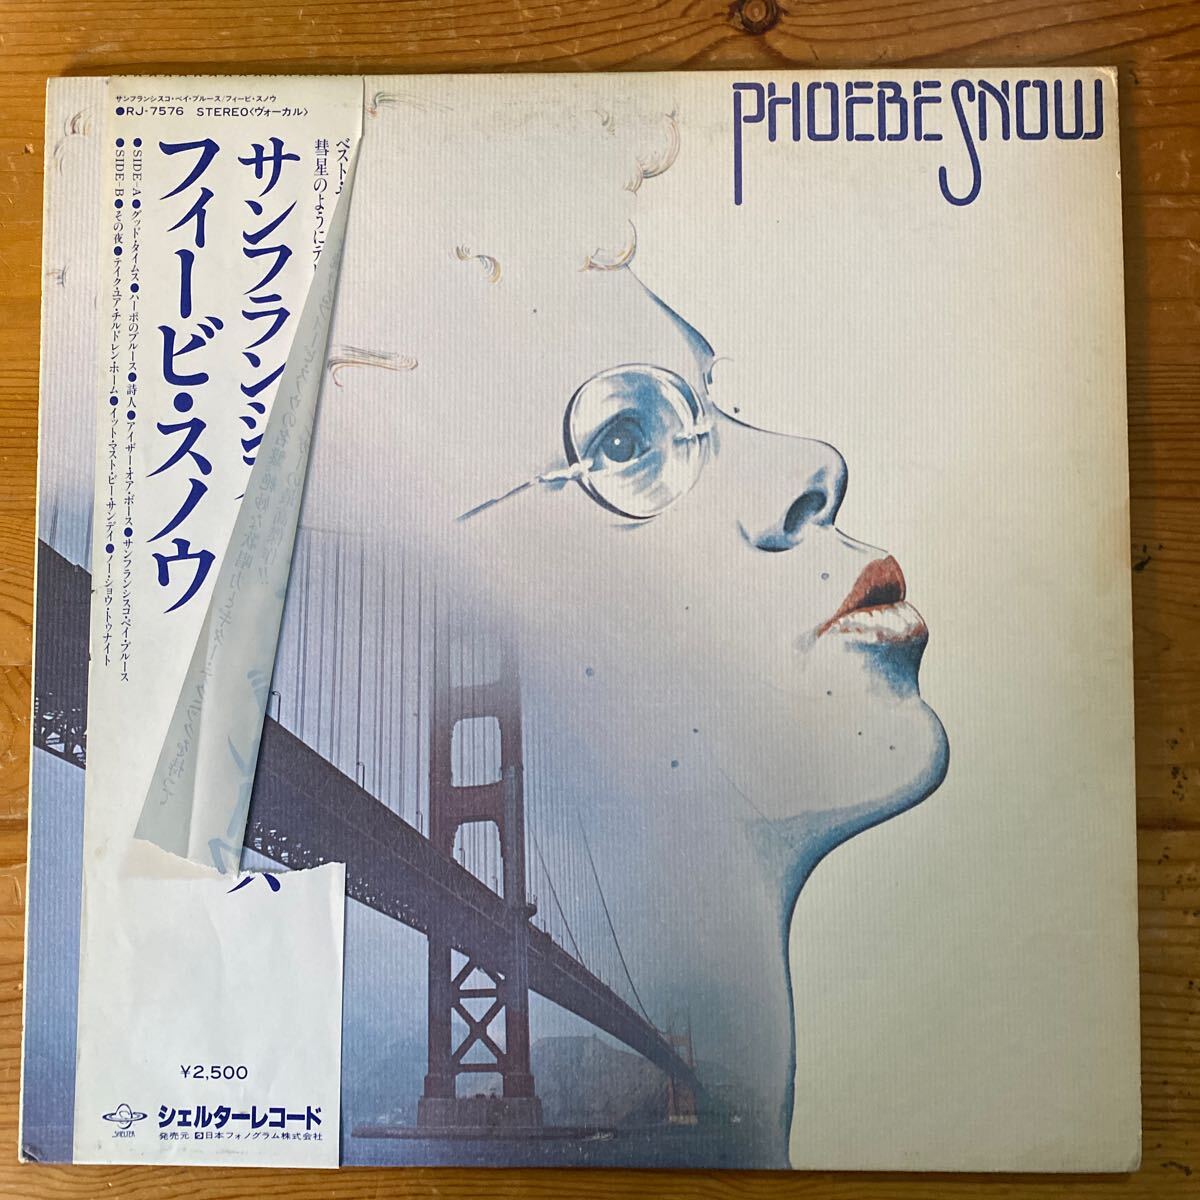 PHOEBE SNOW
サンフランシスコ・ベイ・ブルース/フィービ・スノウ
●RJ-7576 STEREO〈ヴォーカル〉
ベスト・
彗星のようにデ
サンフランシス
フィービ・スノウ
●SIDE-A●グッド・タイムス●ハーポのブルース●詩人●アイザー・オア・ボース●サンフランシスコ・ベイ・ブルース
●SIDE-B●その夜●テイク・ユア・チルドレン・ホーム●イット・マスト・ビー・サンデイ●ノー・ショウ・トゥナイト
ス
¥2,500
SHELTER
シェルターレコード
発売元 日本フォノグラム株式会社